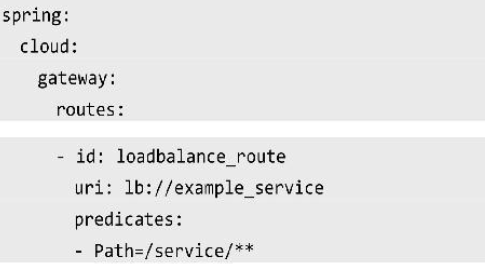 spring:
  cloud:
    gateway:
      routes:
      - id: loadbalance_route
        uri: lb://example_service
        predicates:
        - Path=/service/**